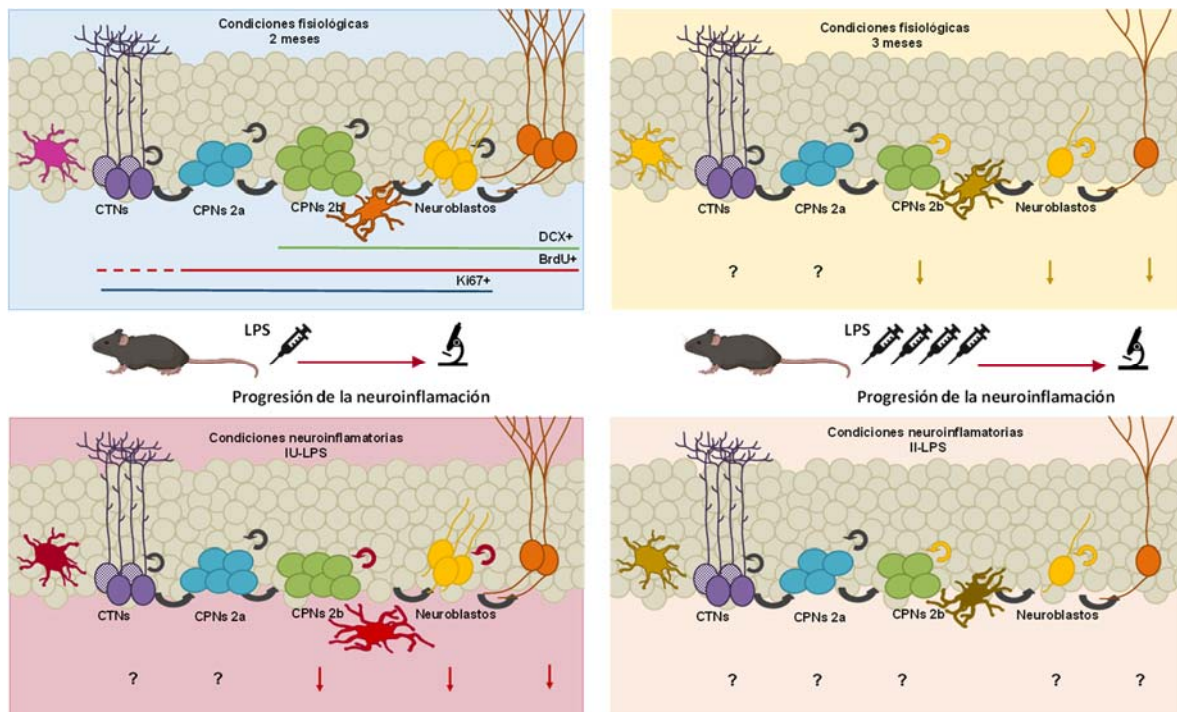 Condiciones fisiológicas
2 meses
CTNs
CPNs 2a
CPNs 2b
Neuroblastos
DCX+
BrdU+
Ki67+
Condiciones fisiológicas
3 meses
CTNs
CPNs 2a
CPNs 2b
Neuroblastos
? ?
LPS
Progresión de la neuroinflamación
LPS
Progresión de la neuroinflamación
Condiciones neuroinflamatorias
IU-LPS
CTNs
CPNs 2a
CPNs 2b
Neuroblastos
? ?
Condiciones neuroinflamatorias
II-LPS
CTNs
CPNs 2a
CPNs 2b
Neuroblastos
? ? ? ? ?